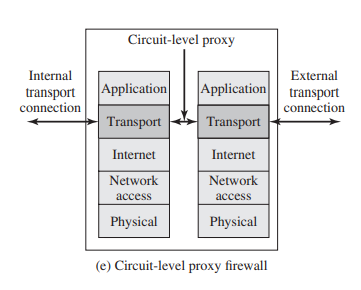 Circuit-level proxy
Internal
transport
connection
External
transport
connection
Application
Transport
Internet
Network
access
Physical
Application
Transport
Internet
Network
access
Physical
(e) Circuit-level proxy firewall